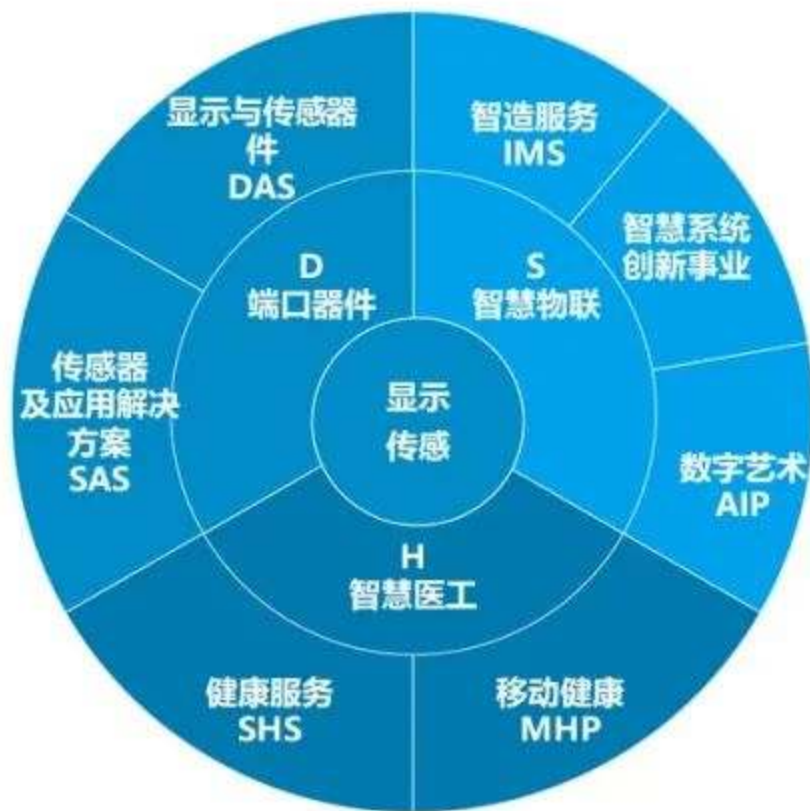 显示与传感器
件
DAS
智造服务
IMS
智慧系统
创新事业
D
端口器件
S
智慧物联
传感器
及应用解决
方案
SAS
显示
传感
数字艺术
AIP
H
智慧医工
健康服务
SHS
移动健康
MHP